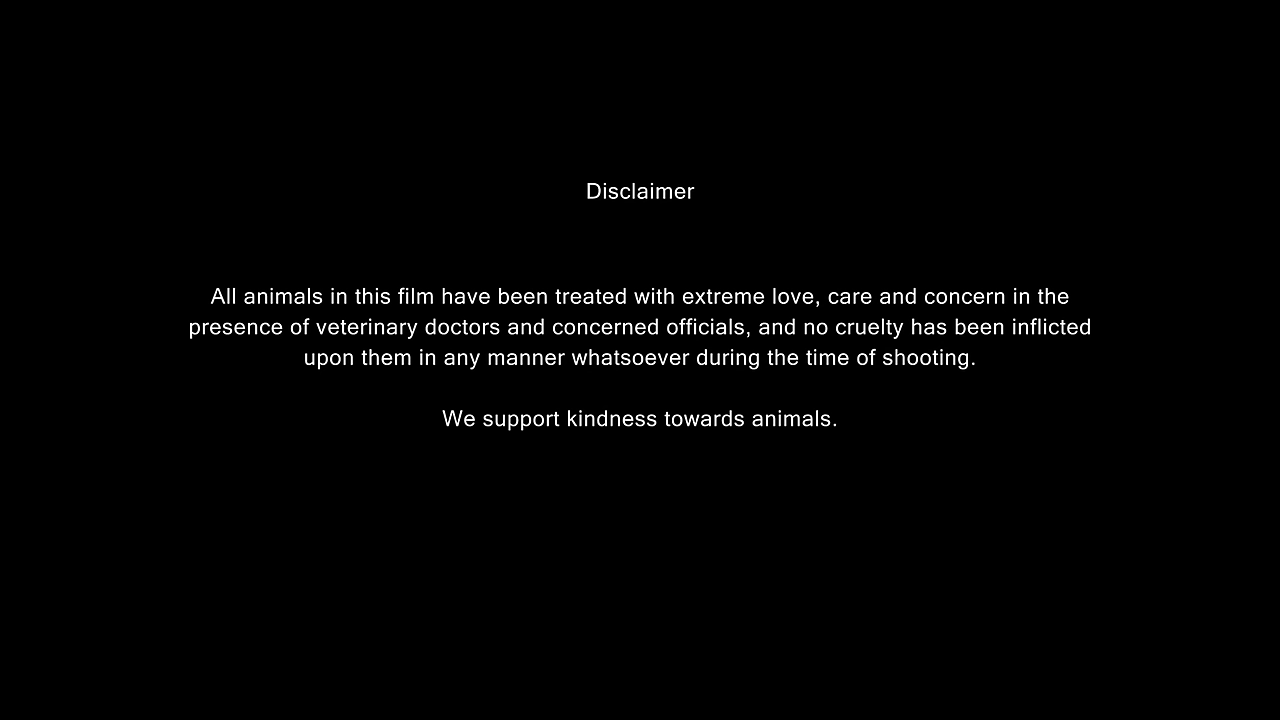 Disclaimer
All animals in this film have been treated with extreme love, care and concern in the
presence of veterinary doctors and concerned officials, and no cruelty has been inflicted
upon them in any manner whatsoever during the time of shooting.
We support kindness towards animals.